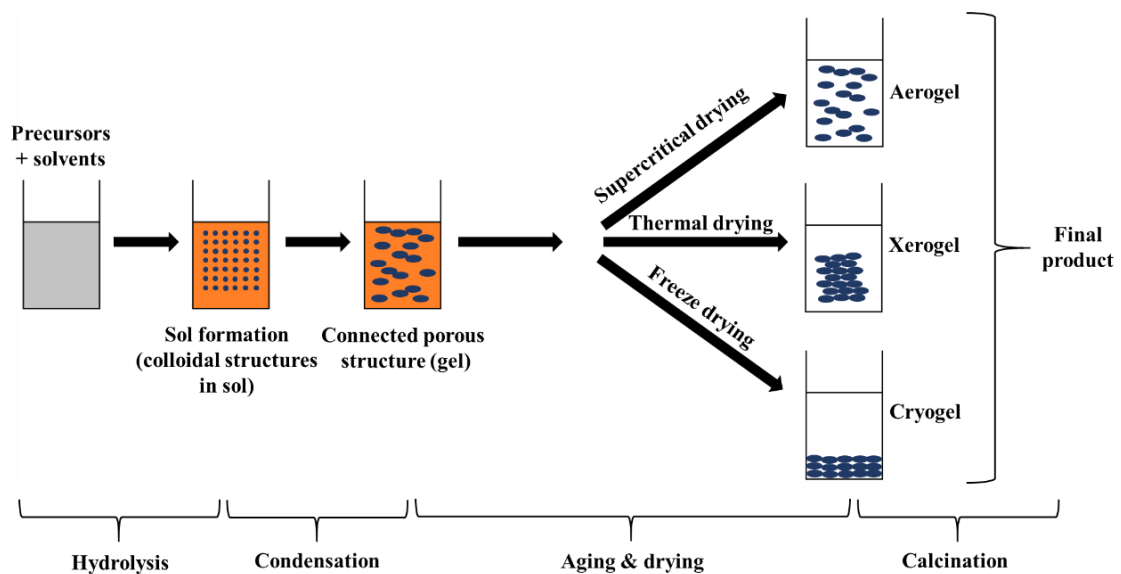 Precursors
+ solvents
Sol formation
(colloidal structures
in sol)
Connected porous
structure (gel)
Supercritical drying
Thermal drying
Freeze drying
Aerogel
Xerogel
Cryogel
Final
product
Hydrolysis
Condensation
Aging & drying
Calcination